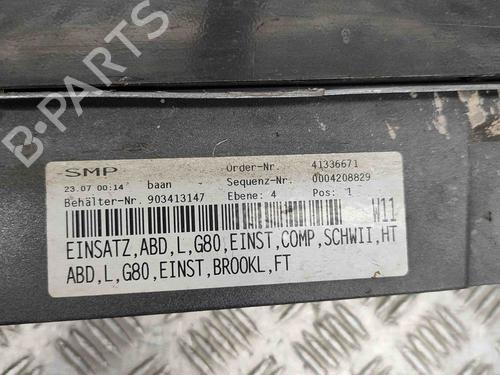 SMP
Order-Nr. 41336671
23.07 00:14 baan - Sequenz-Nr. 0004208829
Behälter-Nr. 903413147 Ebene: 4 Pos: 1
W11
EINSATZ,ABD,L,G80,EINST,COMP,SCHWII,HT
ABD,L,G80,EINST,BROOKL,FT